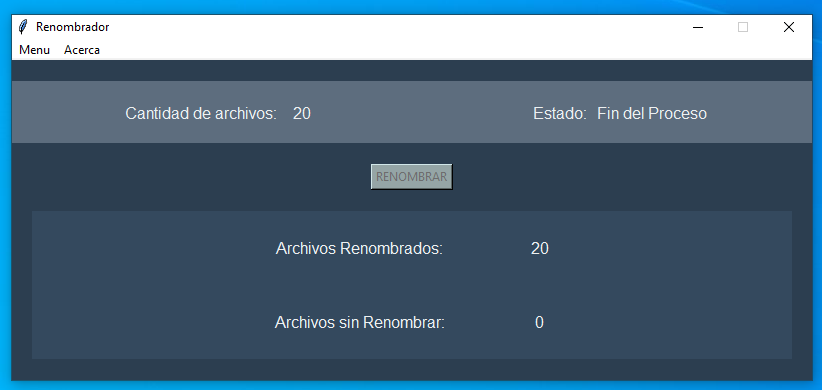 Renombrador
Menu Acerca
Cantidad de archivos: 20 Estado: Fin del Proceso
RENOMBRAR
Archivos Renombrados: 20
Archivos sin Renombrar: 0